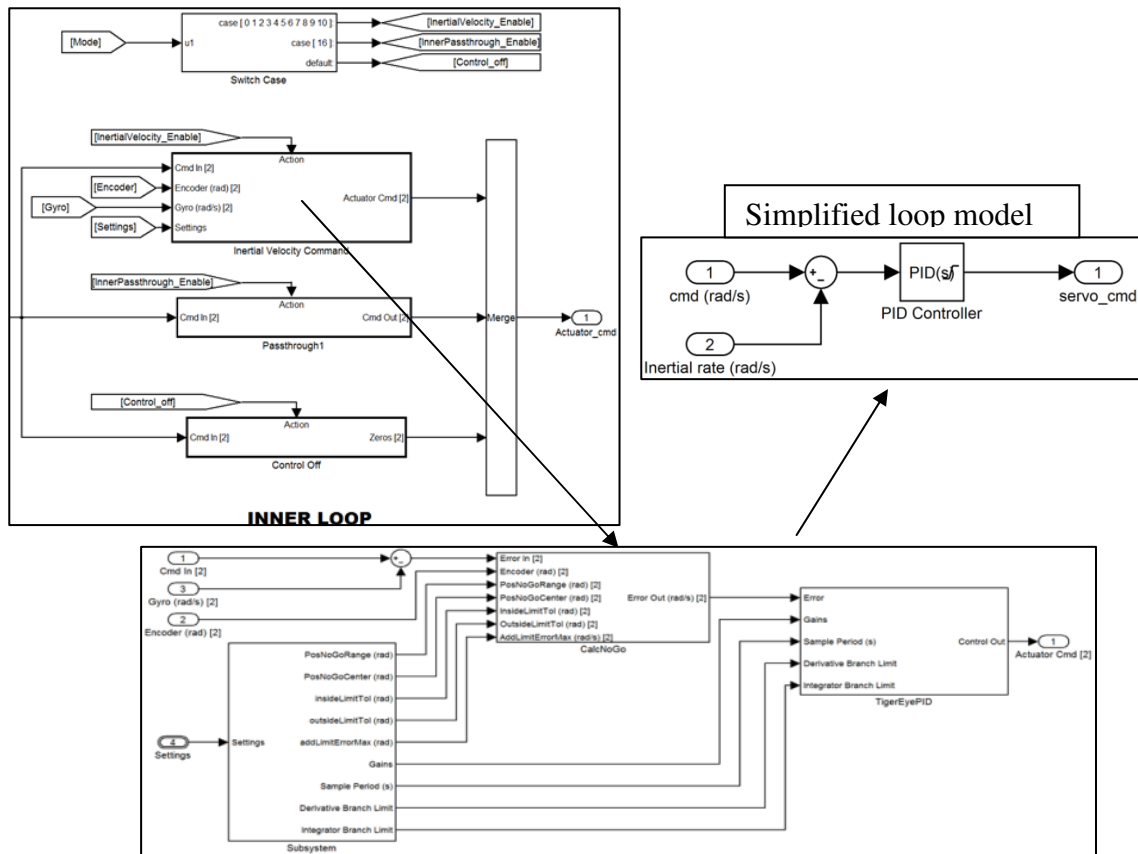 case [ 0 1 2 3 4 5 6 7 8 9 10 ]:
[InertialVelocity_Enable]
[Mode]
u1
case [ 16 ]:
[InnerPassthrough_Enable]
default:
[Control_off]
Switch Case
[InertialVelocity_Enable]
Action
Cmd In [2]
[Encoder]
Encoder (rad) [2]
Actuator Cmd [2]
[Gyro]
Gyro (rad/s) [2]
[Settings]
Settings
Inertial Velocity Command
[InnerPassthrough_Enable]
Action
Cmd In [2]
Cmd Out [2]
Passthrough1
Merge
1
Actuator_cmd
[Control_off]
Action
Cmd In [2]
Zeros [2]
Control Off
INNER LOOP
Simplified loop model
1
cmd (rad/s)
+
-
PID(s)
PID Controller
1
servo_cmd
2
Inertial rate (rad/s)
1
Cmd In [2]
+
-
3
Gyro (rad/s) [2]
2
Encoder (rad) [2]
Error In [2]
Encoder (rad) [2]
PosNoGoRange (rad) [2]
PosNoGoCenter (rad) [2]
InsideLimitTol (rad) [2]
OutsideLimitTol (rad) [2]
AddLimitErrorMax (rad/s) [2]
Error Out (rad/s) [2]
CalcNoGo
PosNoGoRange (rad)
PosNoGoCenter (rad)
insideLimitTol (rad)
outsideLimitTol (rad)
addLimitErrorMax (rad)
Gains
Sample Period (s)
Derivative Branch Limit
Integrator Branch Limit
4
Settings
Settings
Subsystem
Error
Gains
Sample Period (s)
Derivative Branch Limit
Integrator Branch Limit
Control Out
TigerEyePID
1
Actuator Cmd [2]